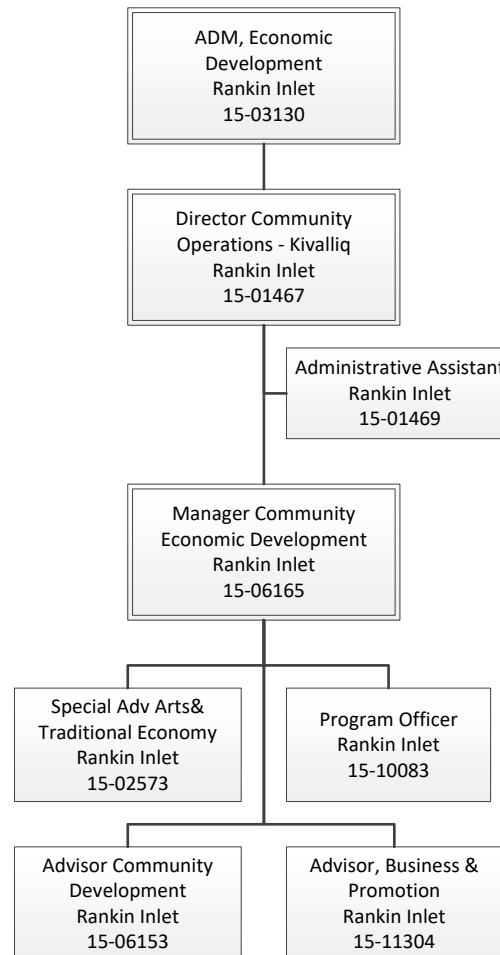 ADM, Economic
Development
Rankin Inlet
15-03130
Director Community
Operations - Kivalliq
Rankin Inlet
15-01467
Administrative Assistant
Rankin Inlet
15-01469
Manager Community
Economic Development
Rankin Inlet
15-06165
Special Adv Arts&
Traditional Economy
Rankin Inlet
15-02573
Program Officer
Rankin Inlet
15-10083
Advisor Community
Development
Rankin Inlet
15-06153
Advisor, Business &
Promotion
Rankin Inlet
15-11304